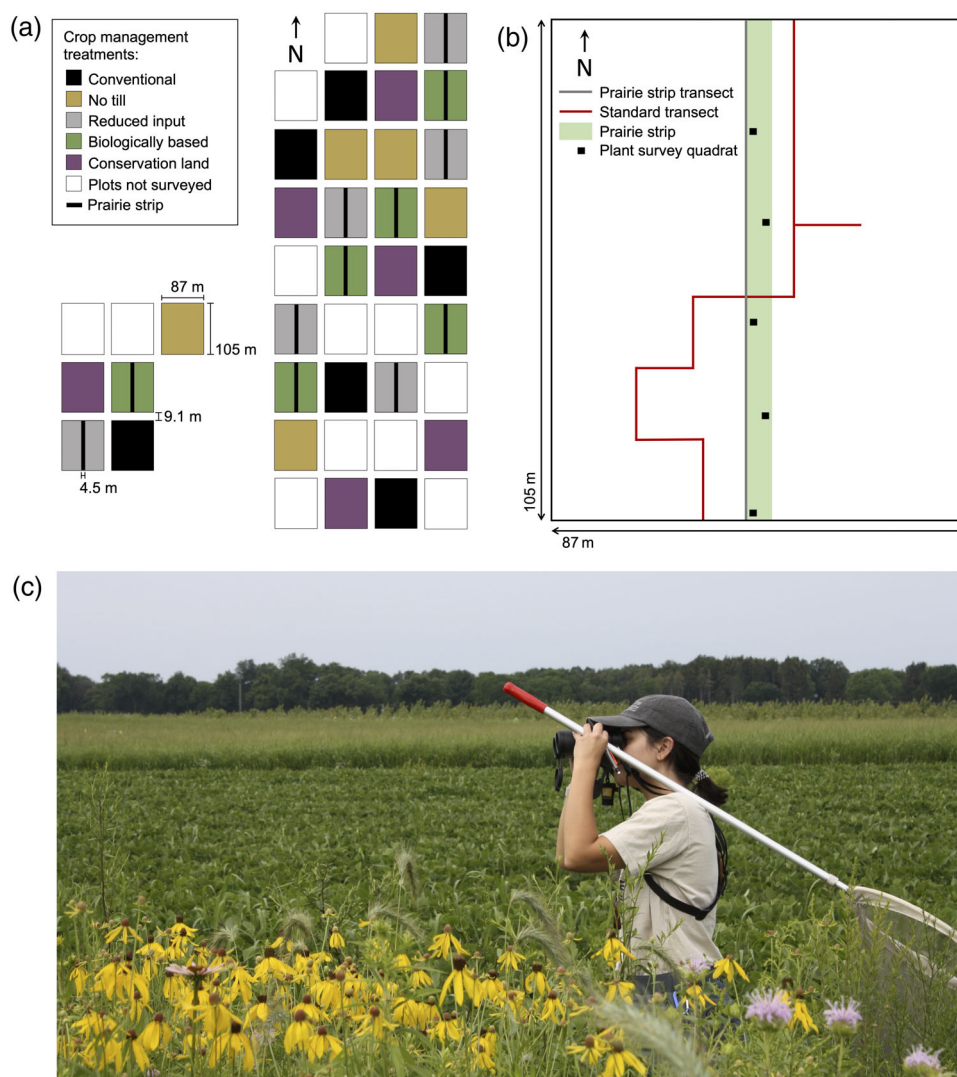 (a)
N
Crop management
treatments:
Conventional
No till
Reduced input
Biologically based
Conservation land
Plots not surveyed
Prairie strip
87 m
105 m
9.1 m
4.5 m
(b)
N
Prairie strip transect
Standard transect
Prairie strip
Plant survey quadrat
105 m
87 m
(c)